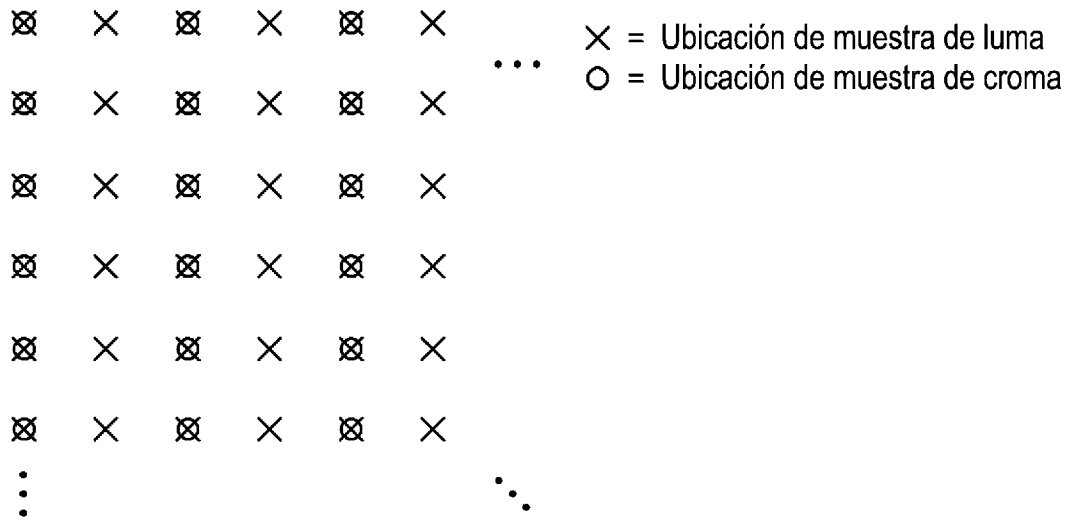 × = Ubicación de muestra de luma
○ = Ubicación de muestra de croma